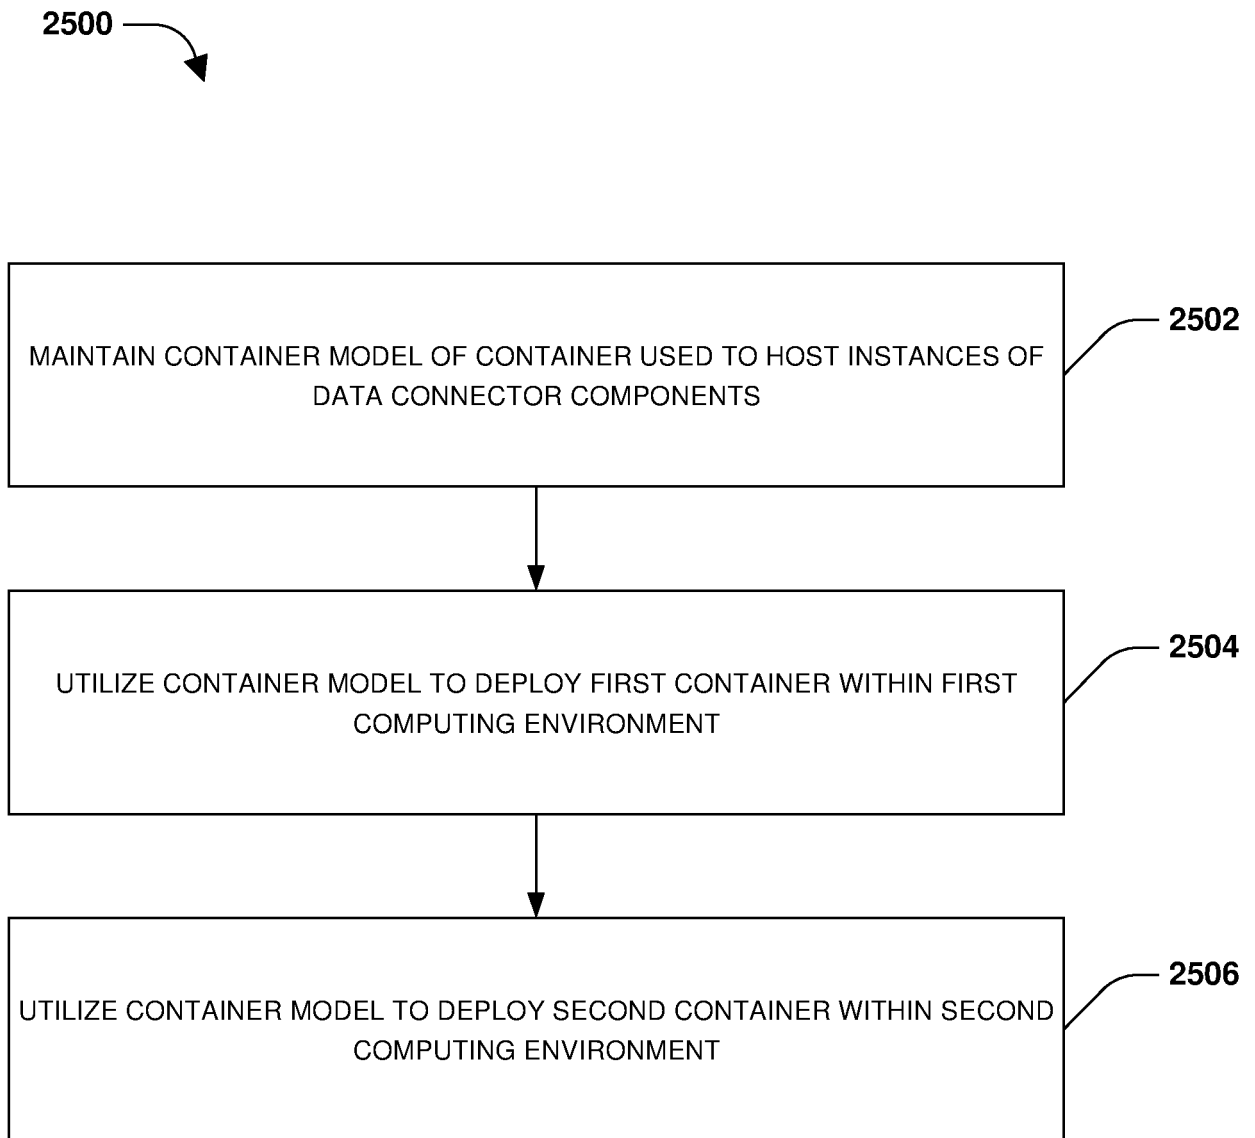 2500
2502
MAINTAIN CONTAINER MODEL OF CONTAINER USED TO HOST INSTANCES OF
DATA CONNECTOR COMPONENTS
2504
UTILIZE CONTAINER MODEL TO DEPLOY FIRST CONTAINER WITHIN FIRST
COMPUTING ENVIRONMENT
2506
UTILIZE CONTAINER MODEL TO DEPLOY SECOND CONTAINER WITHIN SECOND
COMPUTING ENVIRONMENT